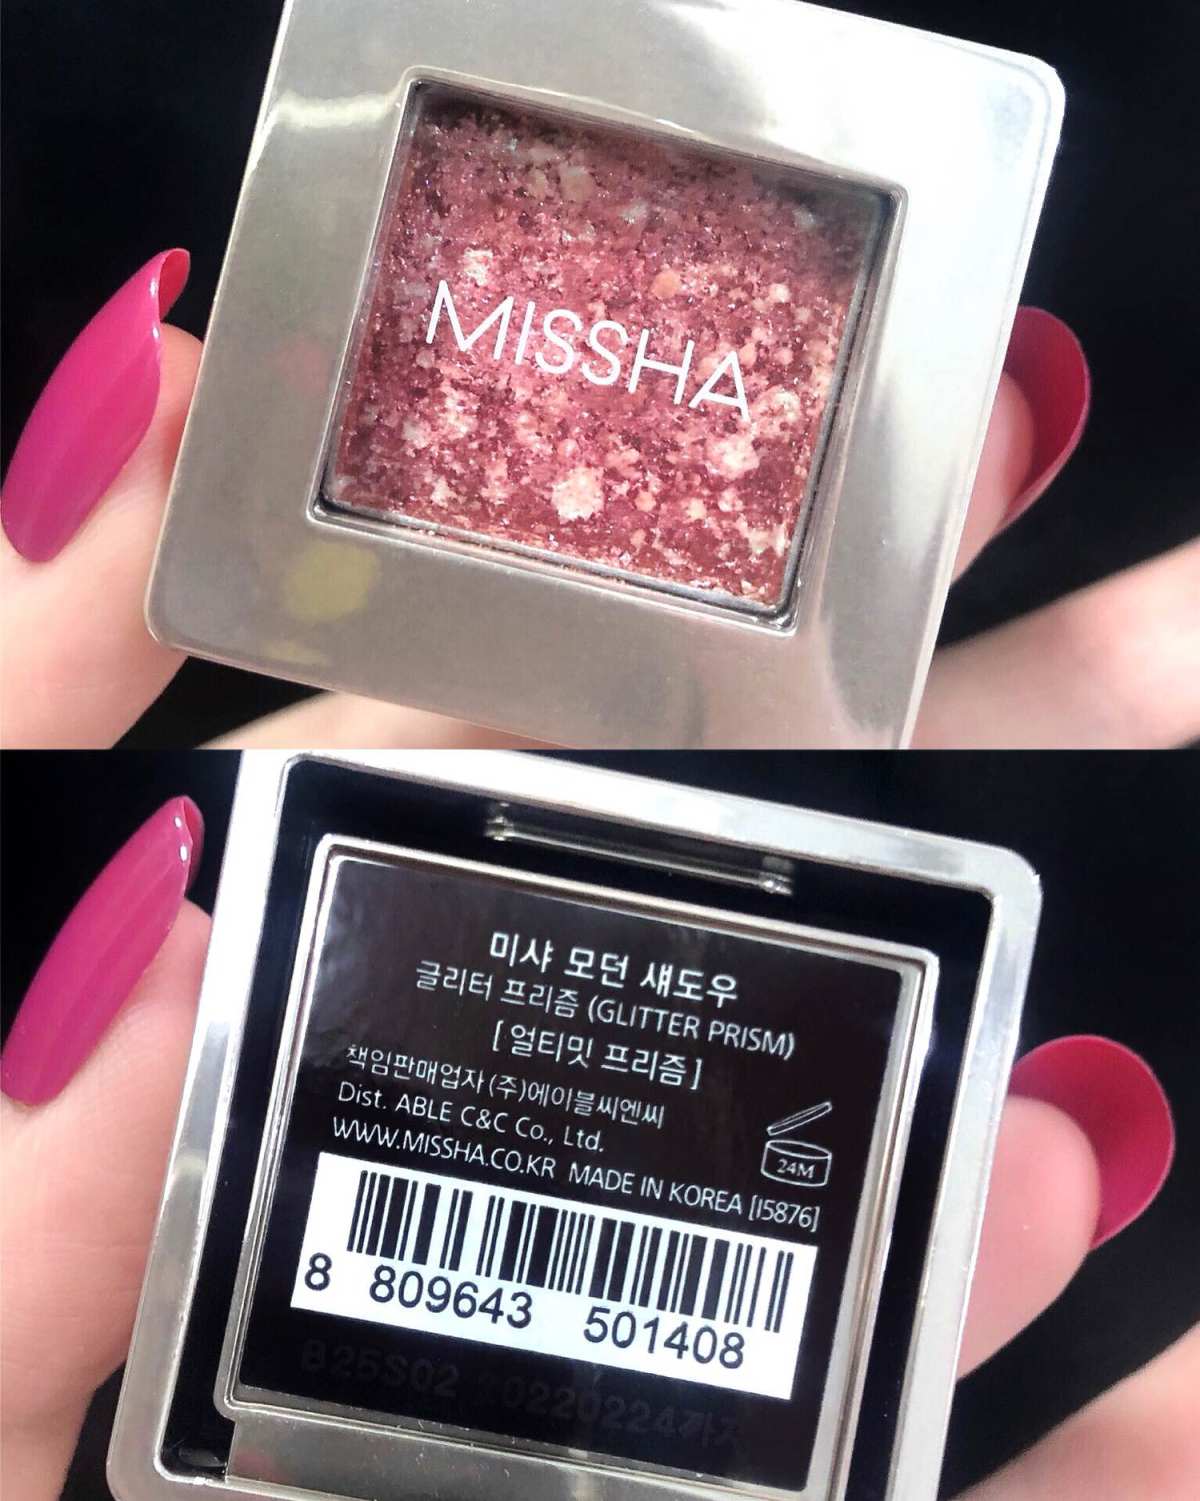 MISSHA
미샤 모던 섀도우
글리터 프리즘 (GLITTER PRISM)
[ 얼티밋 프리즘 ]
책임판매업자 (주)에이블씨엔씨
Dist. ABLE C&C Co., Ltd.
24M
WWW.MISSHA.CO.KR MADE IN KOREA [I5876]
8 809643 501408
B25S02 20220224까지